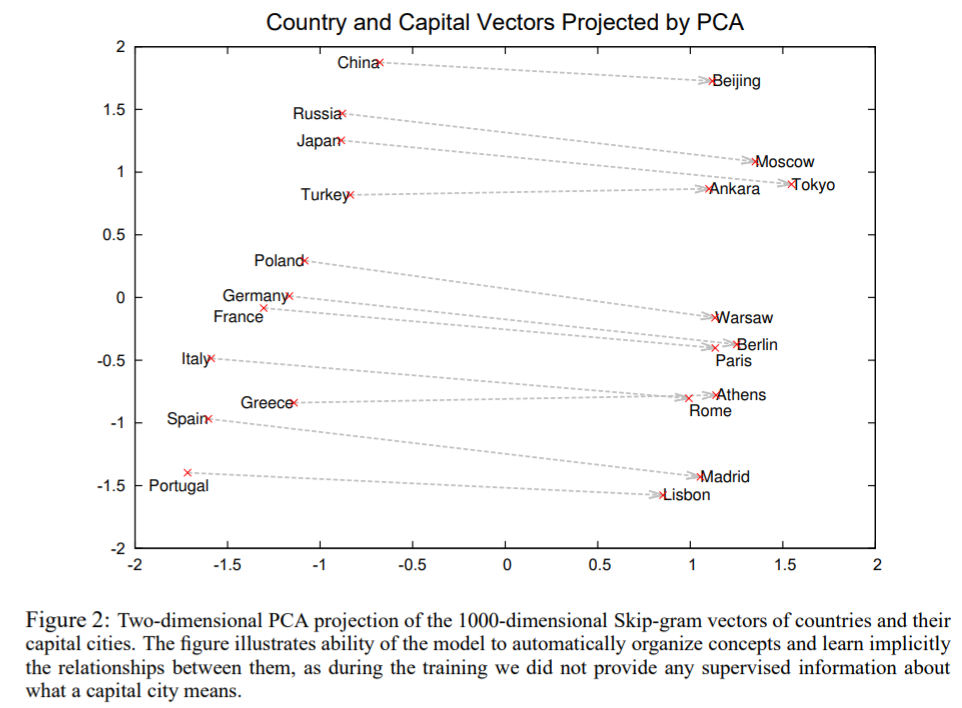 Country and Capital Vectors Projected by PCA
2
China
Beijing
1.5
Russia
Japan
Moscow
1
Turkey
Ankara
Tokyo
0.5
Poland
0
Germany
France
Warsaw
Berlin
-0.5
Italy
Paris
Greece
Athens
Rome
-1
Spain
Madrid
-1.5
Portugal
Lisbon
-2
-2 -1.5 -1 -0.5 0 0.5 1 1.5 2
Figure 2: Two-dimensional PCA projection of the 1000-dimensional Skip-gram vectors of countries and their
capital cities. The figure illustrates ability of the model to automatically organize concepts and learn implicitly
the relationships between them, as during the training we did not provide any supervised information about
what a capital city means.